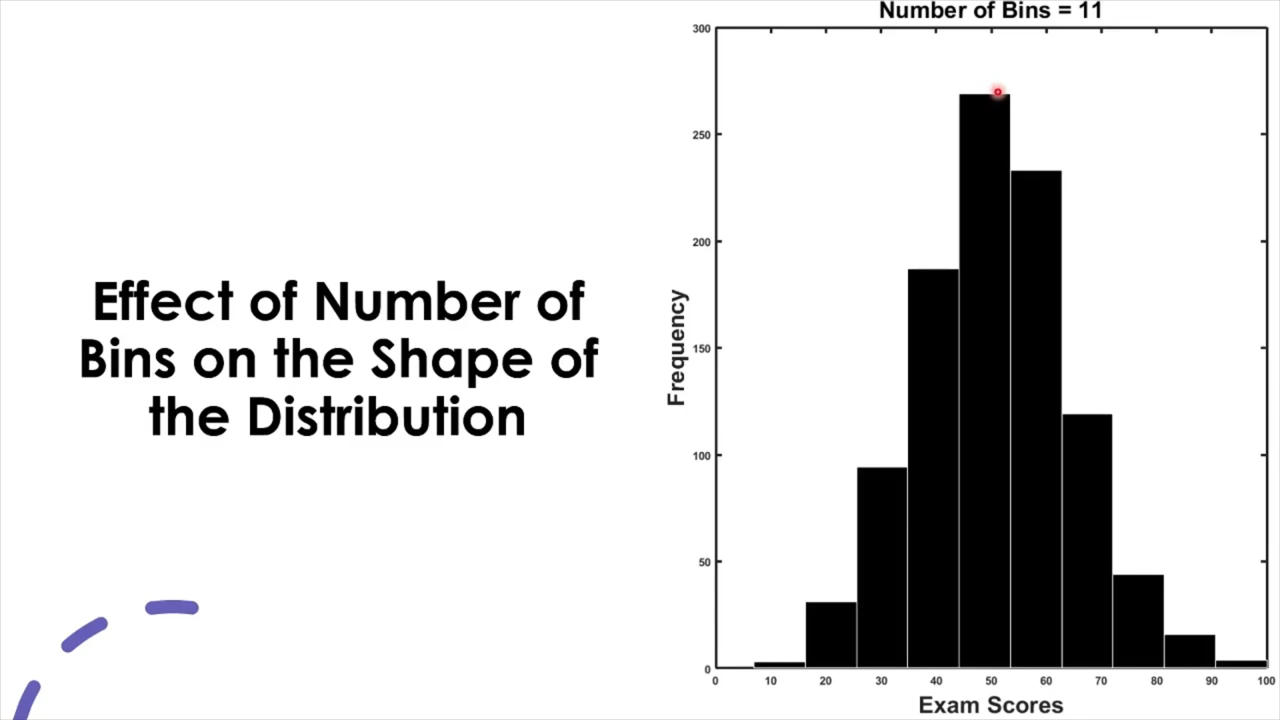 Number of Bins = 11
Effect of Number of
Bins on the Shape of
the Distribution
Frequency
300
250
200
150
100
50
0
0 10 20 30 40 50 60 70 80 90 100
Exam Scores